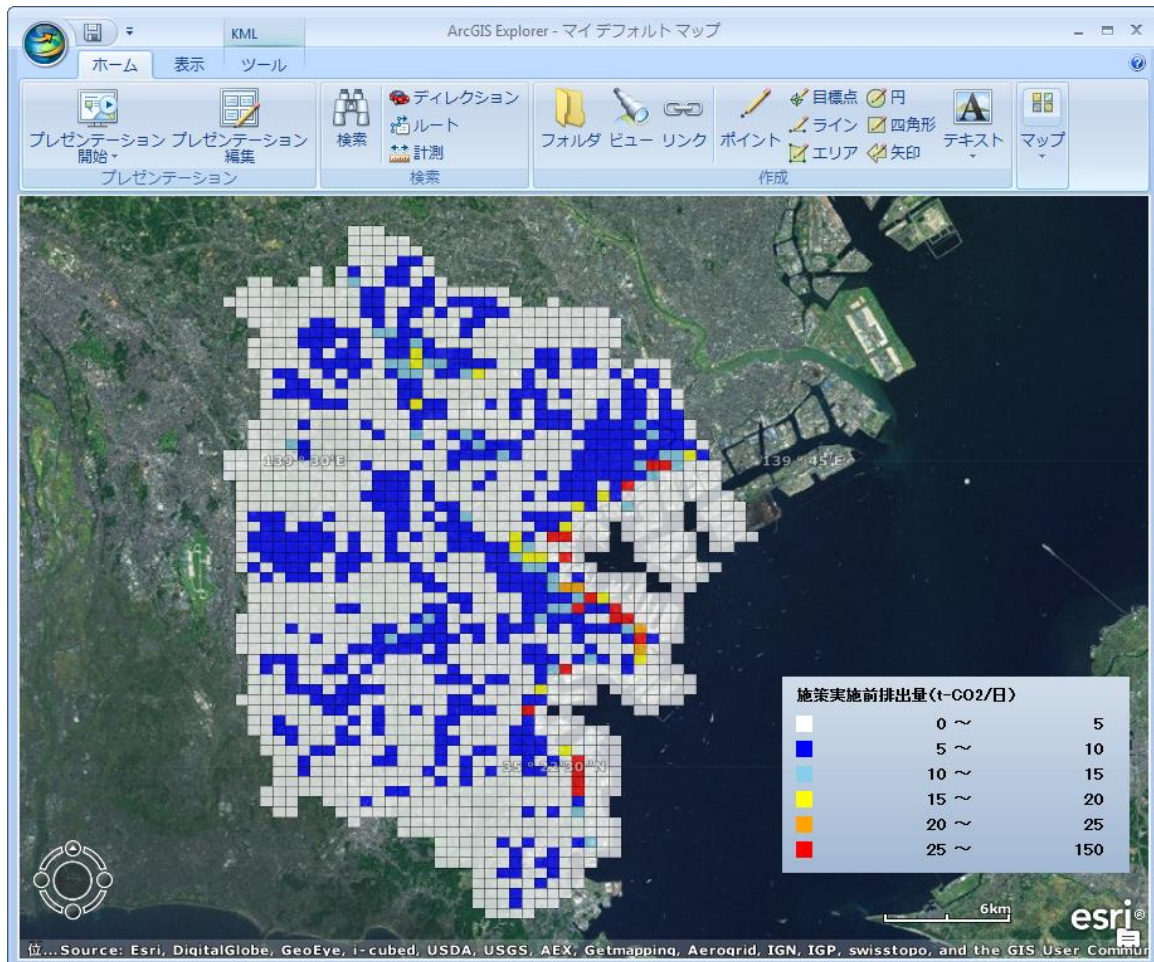 KML
ArcGIS Explorer - マイ デフォルト マップ
ホーム 表示 ツール
プレゼンテーション開始
プレゼンテーション編集
プレゼンテーション
検索
ディレクション
ルート
計測
検索
フォルダ ビュー リンク
ポイント
目標点 円
ライン 四角形
エリア 矢印
テキスト
作成
マップ
139 ° 30'E
139 ° 45'E
35 ° 22'30"N
施策実施前排出量(t-CO2/日)
0 ～ 5
5 ～ 10
10 ～ 15
15 ～ 20
20 ～ 25
25 ～ 150
6km
esri
位...Source: Esri, DigitalGlobe, GeoEye, i-cubed, USDA, USGS, AEX, Getmapping, Aerogrid, IGN, IGP, swisstopo, and the GIS User Commun